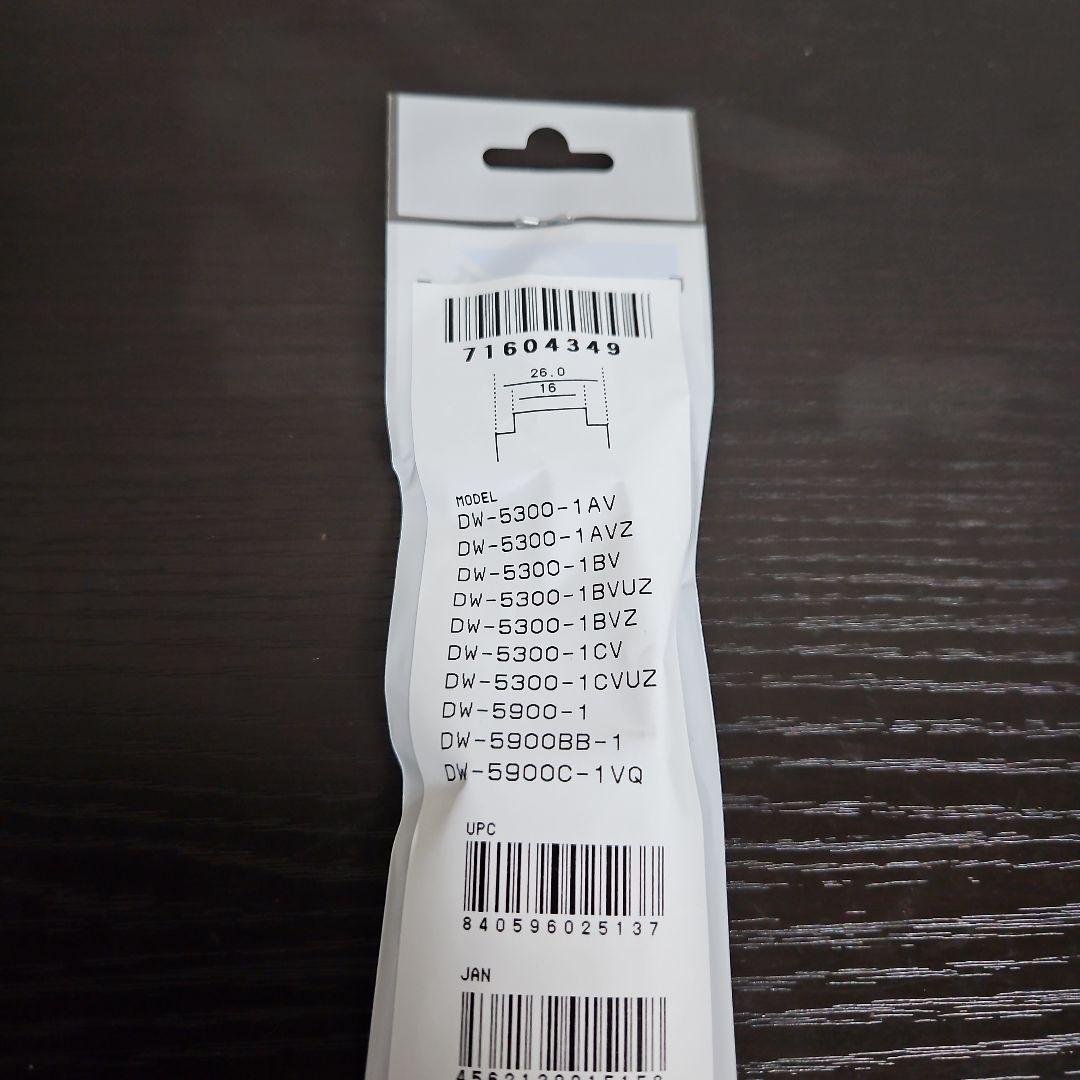 71604349
26.0
16
MODEL
DW-5300-1AV
DW-5300-1AVZ
DW-5300-1BV
DW-5300-1BVUZ
DW-5300-1BVZ
DW-5300-1CV
DW-5300-1CVUZ
DW-5900-1
DW-5900BB-1
DW-5900C-1VQ
UPC
840596025137
JAN